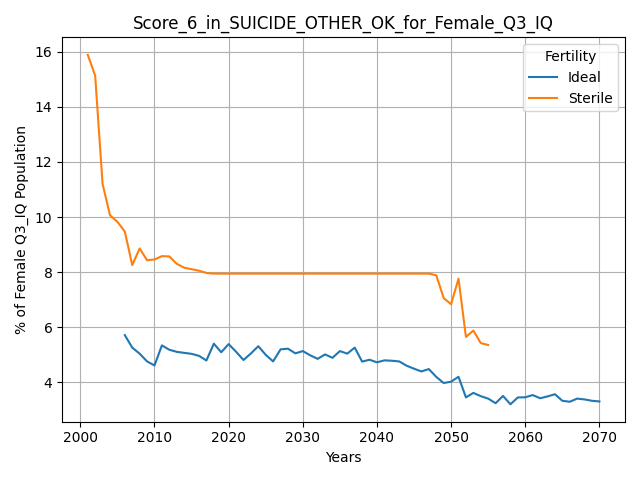 Score_6_in_SUICIDE_OTHER_OK_for_Female_Q3_IQ
% of Female Q3_IQ Population
16
14
12
10
8
6
4
Fertility
Ideal
Sterile
2000 2010 2020 2030 2040 2050 2060 2070
Years